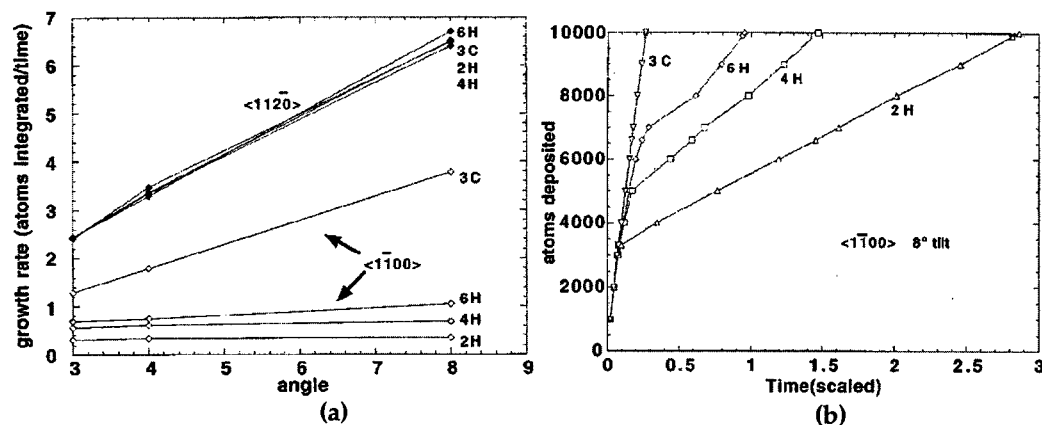 growth rate (atoms integrated/time)
7
6
5
4
3
2
1
0
6H
3C
2H
4H
<112̄0>
3C
<11̄00>
6H
4H
2H
3 4 5 6 7 8 9
angle
(a)
atoms deposited
10000
8000
6000
4000
2000
0
3C
6H
4H
2H
<11̄00> 8° tilt
0 0.5 1 1.5 2 2.5 3
Time(scaled)
(b)